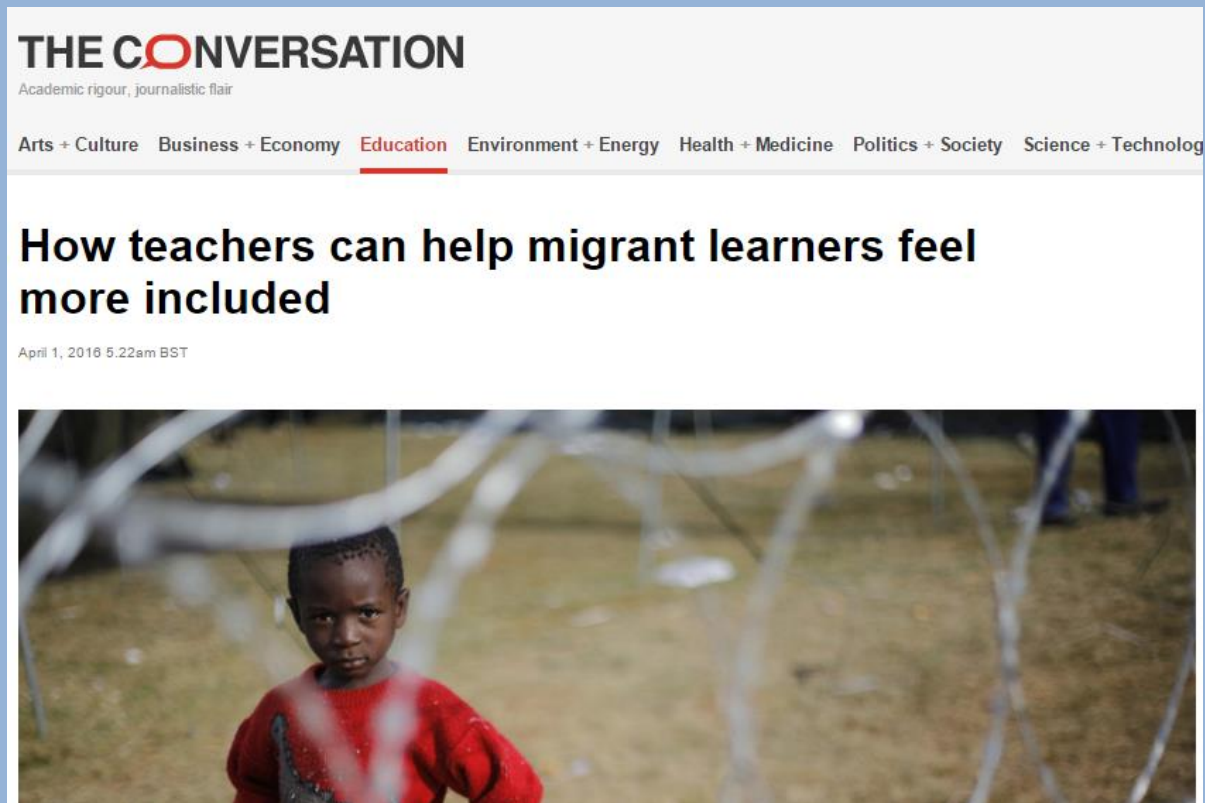 THE CONVERSATION
Academic rigour, journalistic flair
Arts + Culture Business + Economy Education Environment + Energy Health + Medicine Politics + Society Science + Technolog
How teachers can help migrant learners feel
more included
April 1, 2016 5.22am BST